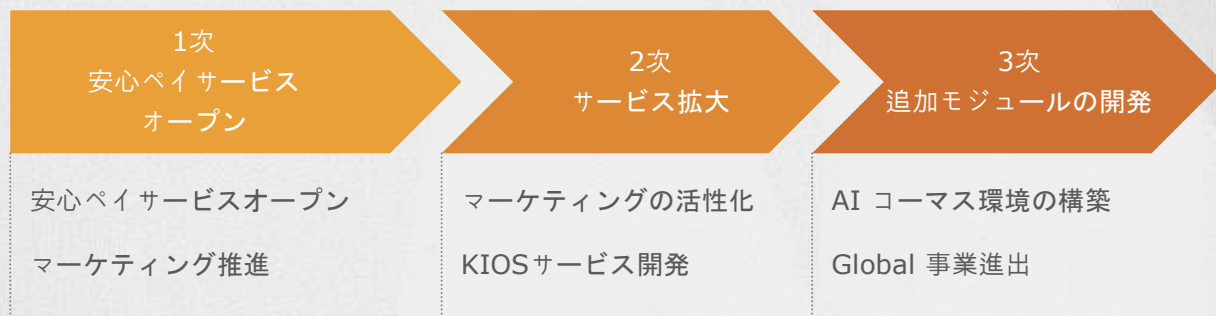 1次
安心ペイサービス
オープン
2次
サービス拡大
3次
追加モジュールの開発
安心ペイサービスオープン
マーケティング推進
マーケティングの活性化
KIOSサービス開発
AI コーマス環境の構築
Global 事業進出